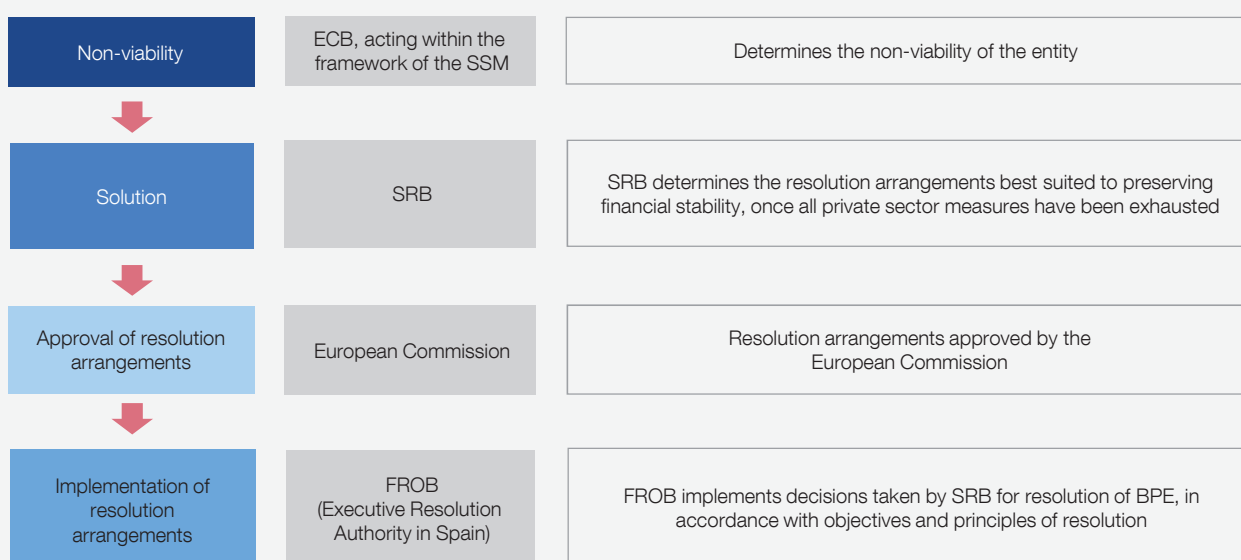 Non-viability
ECB, acting within the
framework of the SSM
Determines the non-viability of the entity
Solution
SRB
SRB determines the resolution arrangements best suited to preserving
financial stability, once all private sector measures have been exhausted
Approval of resolution
arrangements
European Commission
Resolution arrangements approved by the
European Commission
Implementation of
resolution
arrangements
FROB
(Executive Resolution
Authority in Spain)
FROB implements decisions taken by SRB for resolution of BPE, in
accordance with objectives and principles of resolution